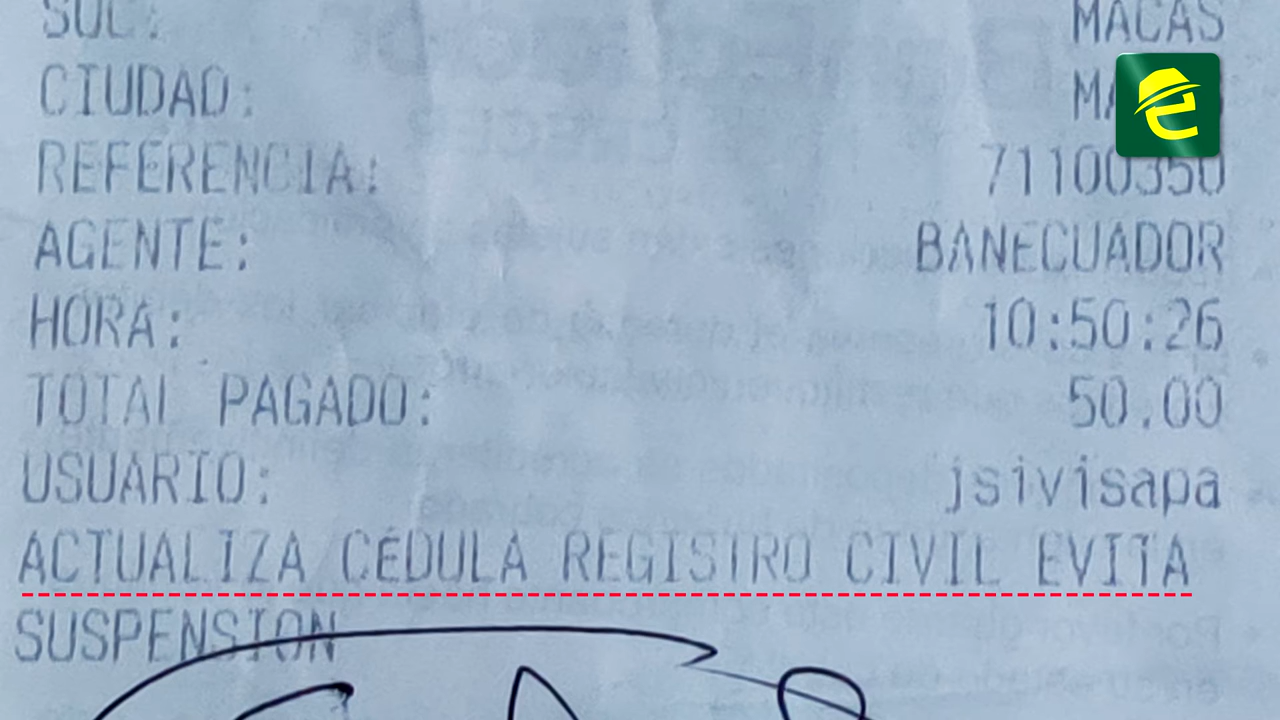 SUC: MACAS
CIUDAD:
REFERENCIA: 71100350
AGENTE: BANECUADOR
HORA: 10:50:26
TOTAL PAGADO: 50.00
USUARIO: jsivisapa
ACTUALIZA CÉDULA REGISTRO CIVIL EVITA
SUSPENSION